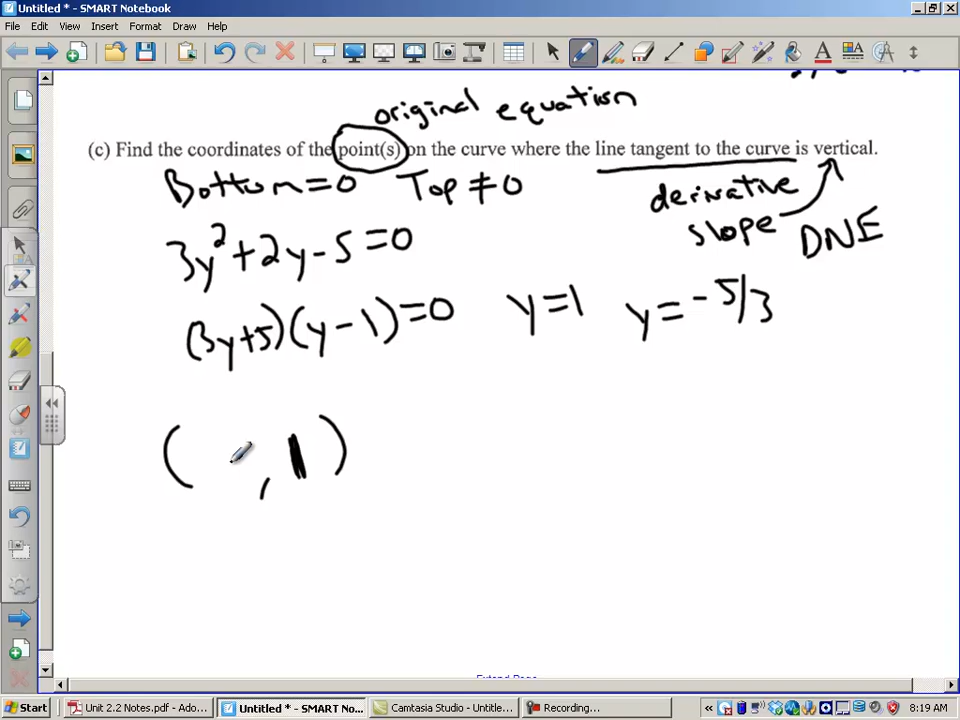 Untitled * - SMART Notebook
File Edit View Insert Format Draw Help
original equation
(c) Find the coordinates of the point(s) on the curve where the line tangent to the curve is vertical.
Bottom=0 Top ≠ 0
derivative
slope DNE
3y²+2y-5=0
(3y+5)(y-1)=0 y=1 y=-5/3
( , 1)
Extend Page
Start Unit 2.2 Notes.pdf - Ado... Untitled * - SMART No... Camtasia Studio - Untitle... Recording... « 8:19 AM